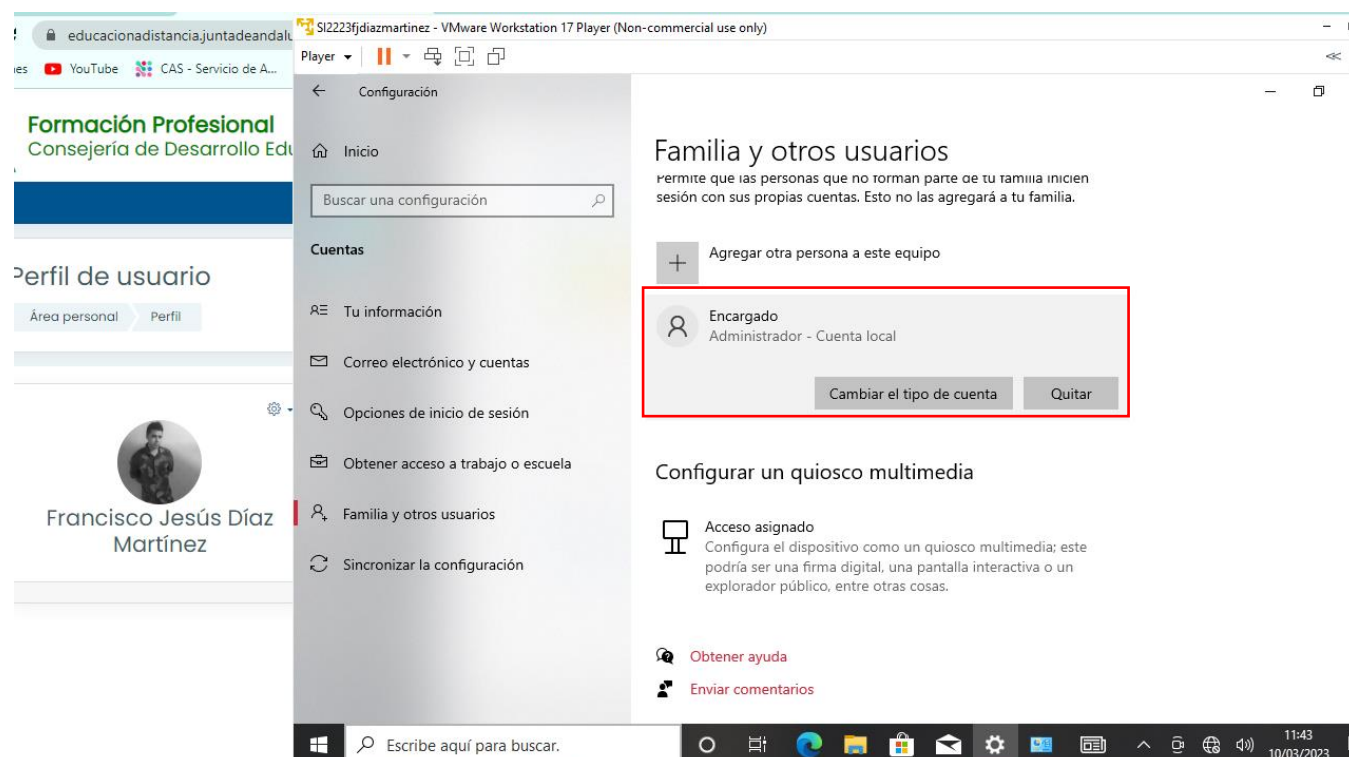 educacionadistancia.juntadeandalu
YouTube
CAS - Servicio de A...
Formación Profesional
Consejería de Desarrollo Edu
Perfil de usuario
Área personal
Perfil
Francisco Jesús Díaz
Martínez
SI2223fjdiazmartinez - VMware Workstation 17 Player (Non-commercial use only)
Player
Configuración
Inicio
Buscar una configuración
Cuentas
Tu información
Correo electrónico y cuentas
Opciones de inicio de sesión
Obtener acceso a trabajo o escuela
Familia y otros usuarios
Sincronizar la configuración
Familia y otros usuarios
Permite que las personas que no forman parte de tu familia inicien
sesión con sus propias cuentas. Esto no las agregará a tu familia.
Agregar otra persona a este equipo
Encargado
Administrador - Cuenta local
Cambiar el tipo de cuenta
Quitar
Configurar un quiosco multimedia
Acceso asignado
Configura el dispositivo como un quiosco multimedia; este
podría ser una firma digital, una pantalla interactiva o un
explorador público, entre otras cosas.
Obtener ayuda
Enviar comentarios
Escribe aquí para buscar.
11:43
10/03/2023